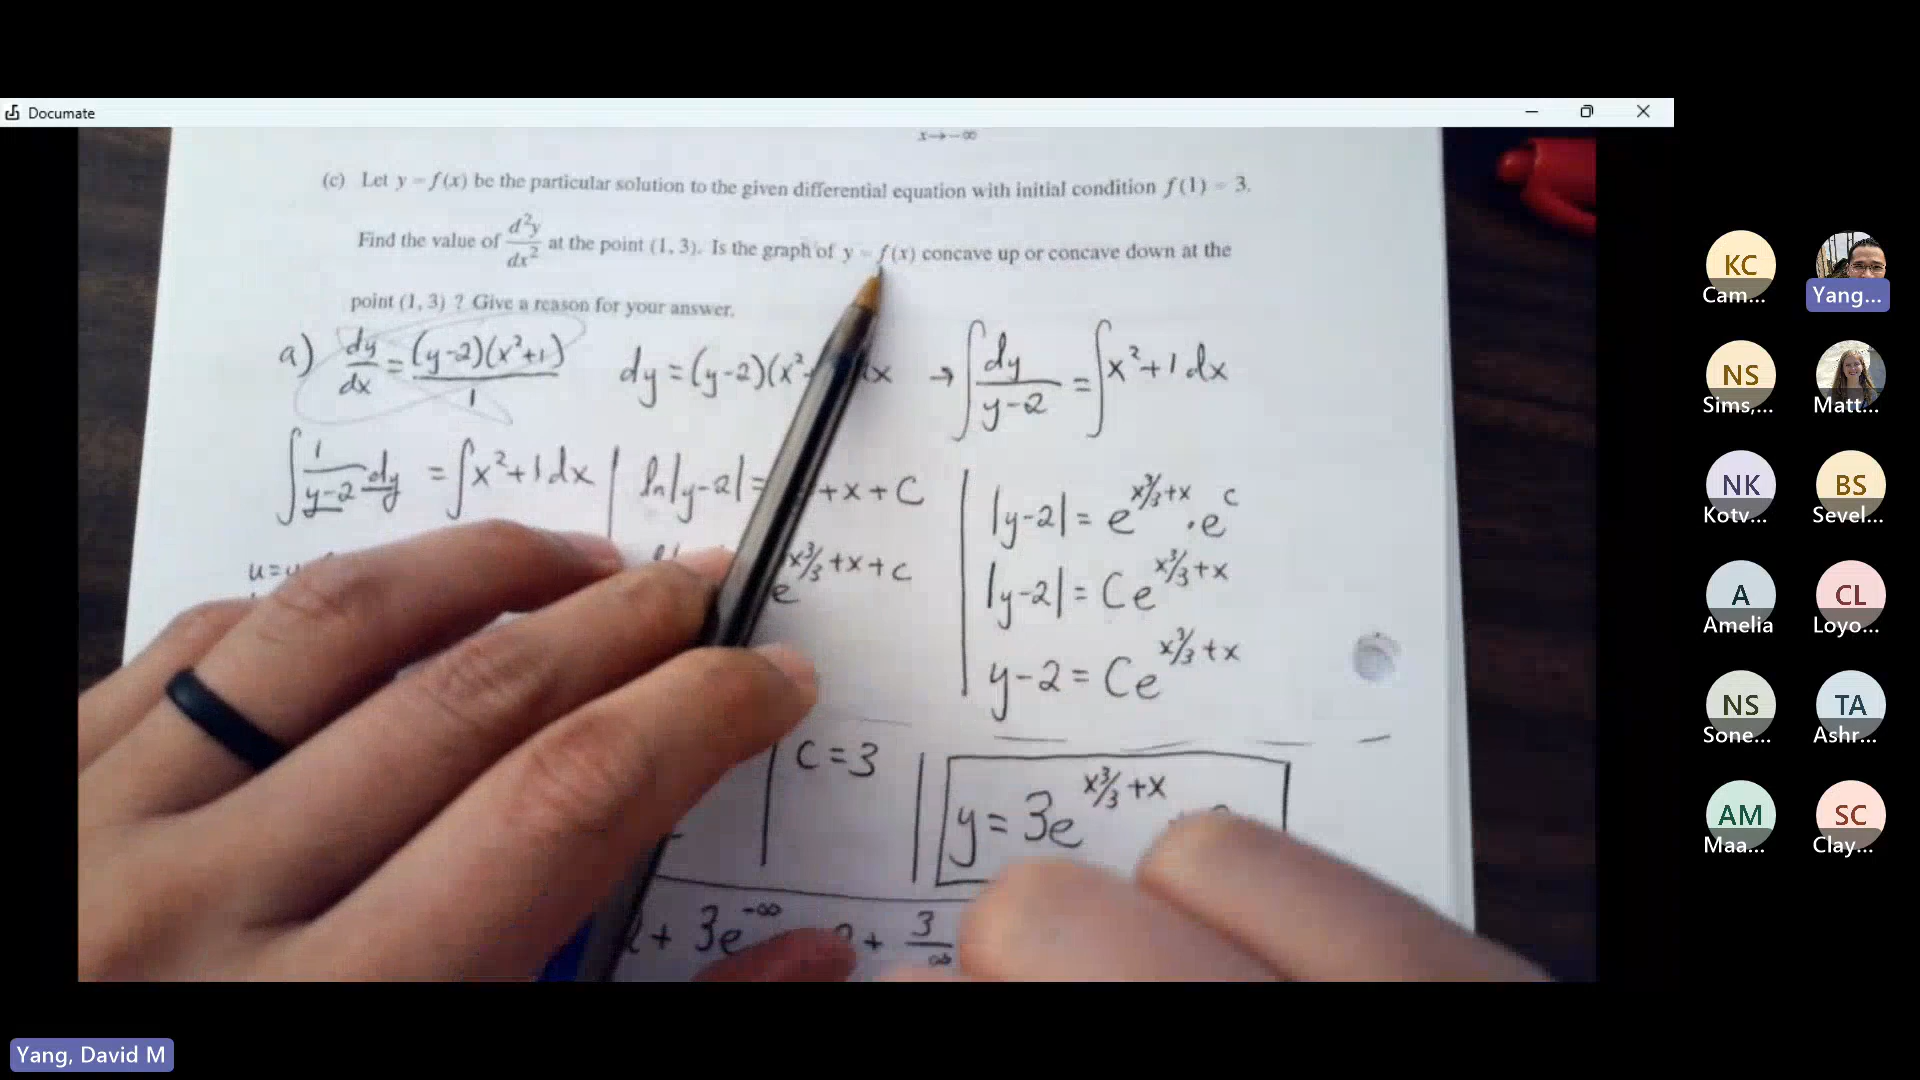 Documate
x→−∞
(c) Let y = f(x) be the particular solution to the given differential equation with initial condition f(1) = 3.
Find the value of d²y/dx² at the point (1, 3). Is the graph of y = f(x) concave up or concave down at the
point (1, 3) ? Give a reason for your answer.
a) dy/dx = (y-2)(x²+1)/1 dy = (y-2)(x² dx → ∫ dy/(y-2) = ∫ x²+1 dx
∫ 1/(y-2) dy = ∫ x²+1 dx | ln|y-2| = +x+C
|y-2| = e^(x³/3+x) · e^c
u=
e^(x³/3+x+c)
|y-2| = Ce^(x³/3+x)
y-2 = Ce^(x³/3+x)
C=3
y = 3e^(x³/3+x)
+ 3e^(-∞) + 3/∞
KC
Cam...
Yang...
NS
Sims,...
Matt...
NK
Kotv...
BS
Sevel...
A
Amelia
CL
Loyo...
NS
Sone...
TA
Ashr...
AM
Maa...
SC
Clay...
Yang, David M